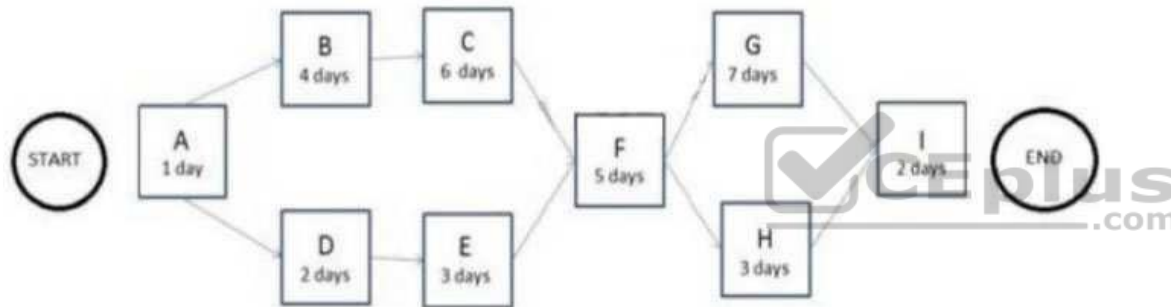 START
A
1 day
B
4 days
C
6 days
D
2 days
E
3 days
F
5 days
G
7 days
H
3 days
I
2 days
END
CEplus
.com